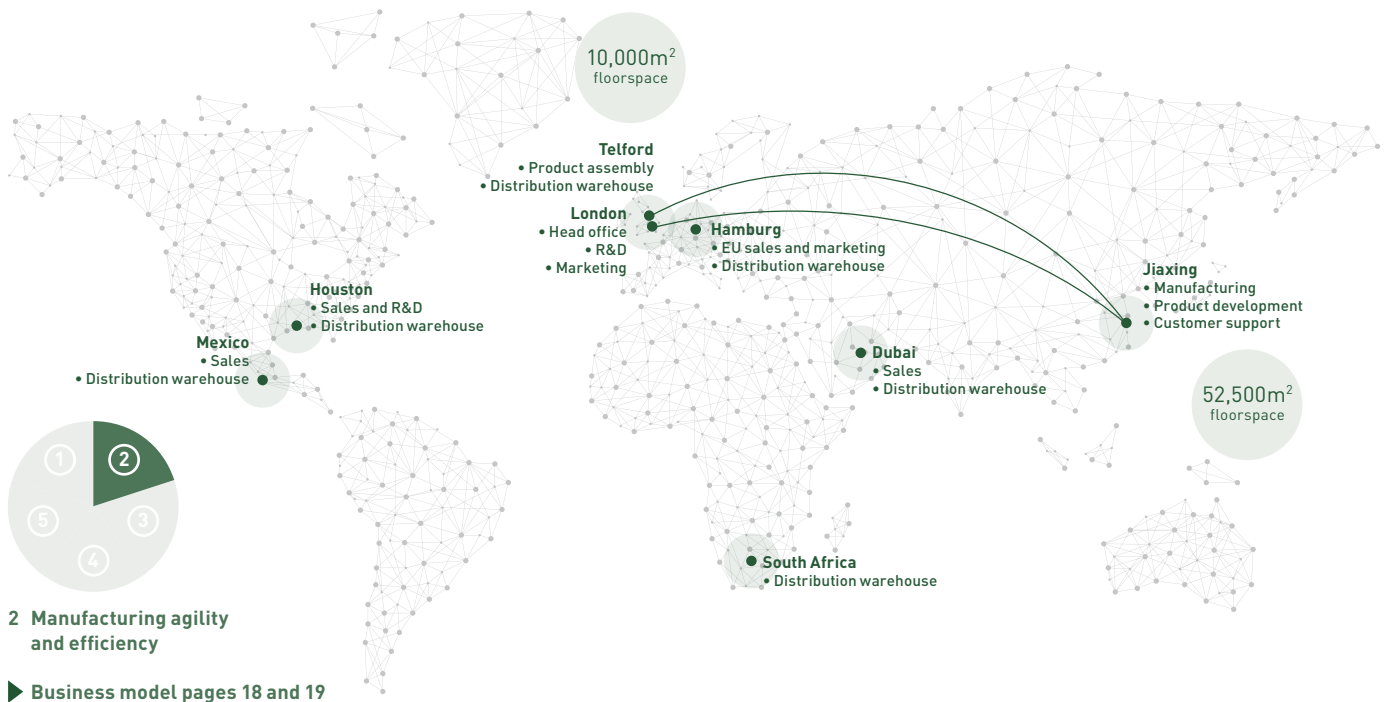 10,000m²
floorspace
Telford
• Product assembly
• Distribution warehouse
London
• Head office
• R&D
• Marketing
Hamburg
• EU sales and marketing
• Distribution warehouse
Jiaxing
• Manufacturing
• Product development
• Customer support
52,500m²
floorspace
Houston
• Sales and R&D
• Distribution warehouse
Mexico
• Sales
• Distribution warehouse
Dubai
• Sales
• Distribution warehouse
South Africa
• Distribution warehouse
1
2
3
4
5
2 Manufacturing agility
and efficiency
Business model pages 18 and 19